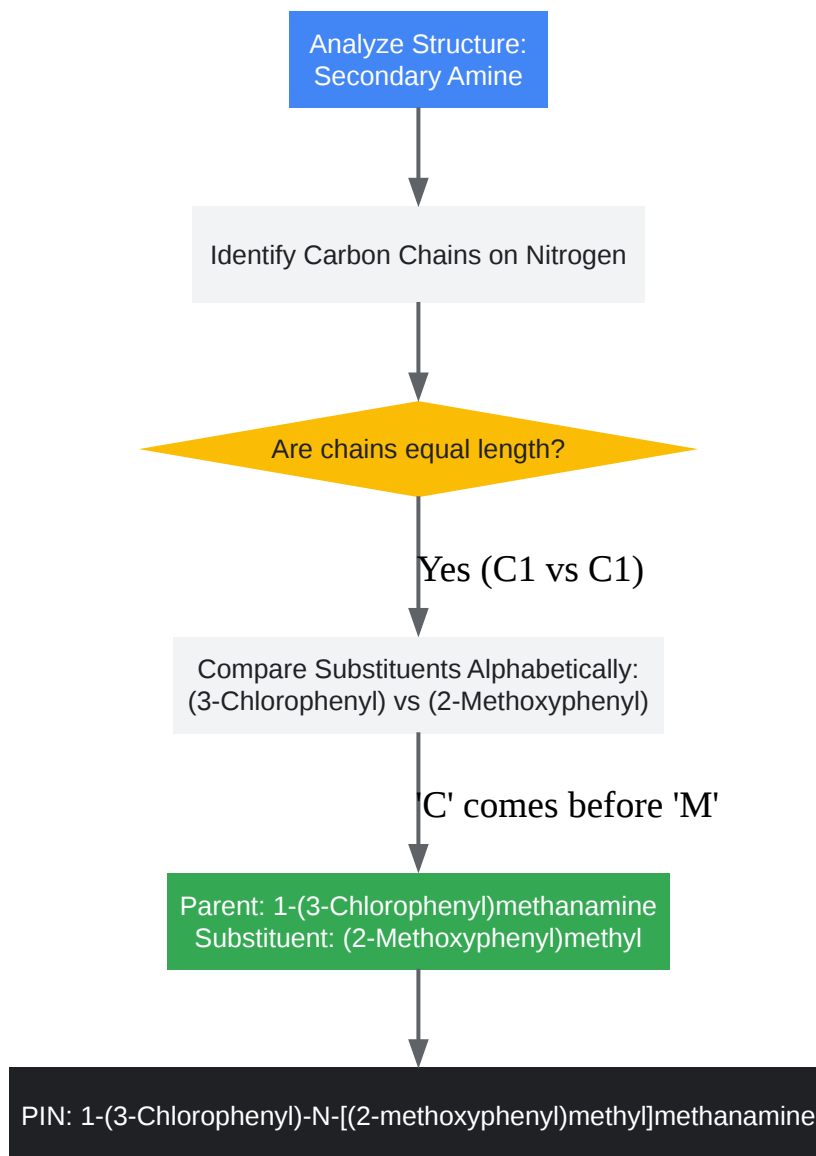 Analyze Structure:
Secondary Amine
Identify Carbon Chains on Nitrogen
Are chains equal length?
Yes (C1 vs C1)
Compare Substituents Alphabetically:
(3-Chlorophenyl) vs (2-Methoxyphenyl)
'C' comes before 'M'
Parent: 1-(3-Chlorophenyl)methanamine
Substituent: (2-Methoxyphenyl)methyl
PIN: 1-(3-Chlorophenyl)-N-[(2-methoxyphenyl)methyl]methanamine